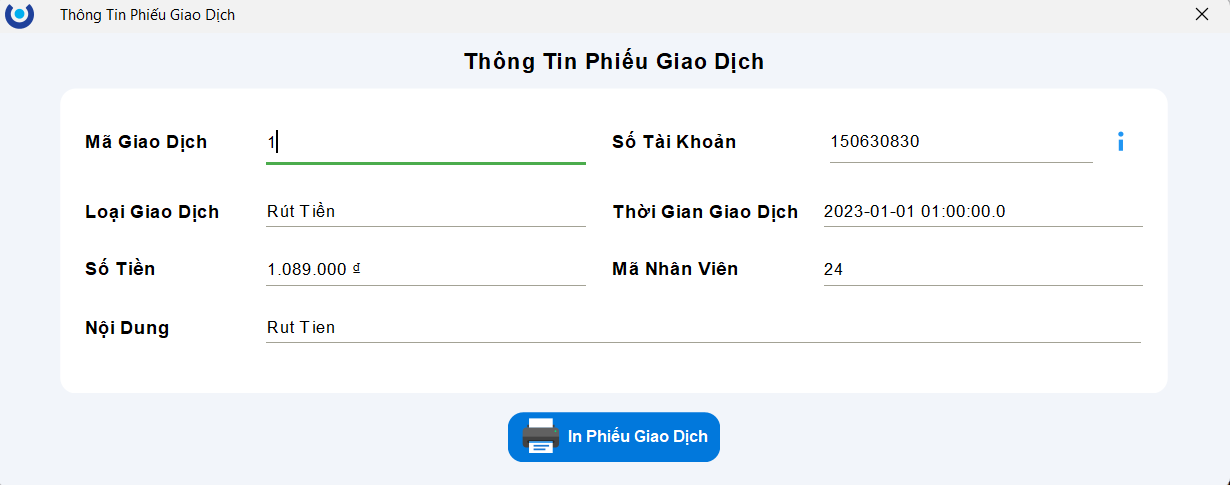 Thông Tin Phiếu Giao Dịch
Thông Tin Phiếu Giao Dịch
Mã Giao Dịch 1 Số Tài Khoản 150630830
Loại Giao Dịch Rút Tiền Thời Gian Giao Dịch 2023-01-01 01:00:00.0
Số Tiền 1.089.000 ₫ Mã Nhân Viên 24
Nội Dung Rut Tien
In Phiếu Giao Dịch